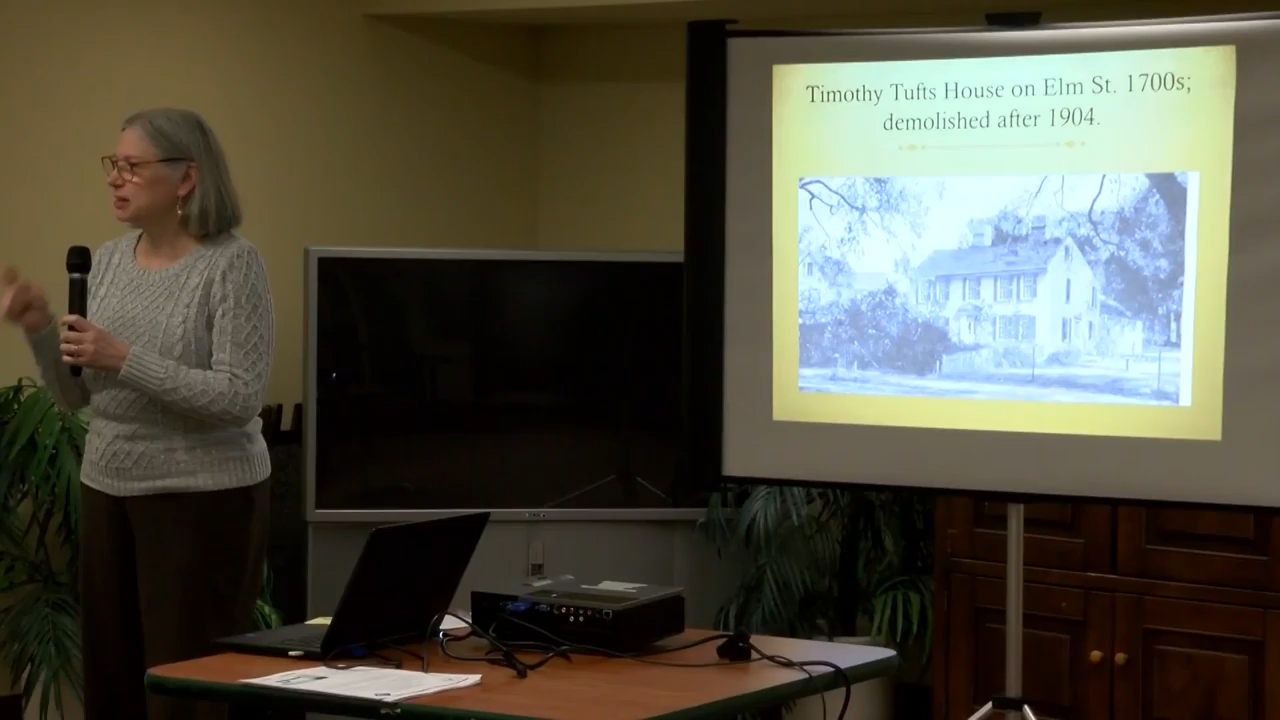 Timothy Tufts House on Elm St. 1700s;
demolished after 1904.